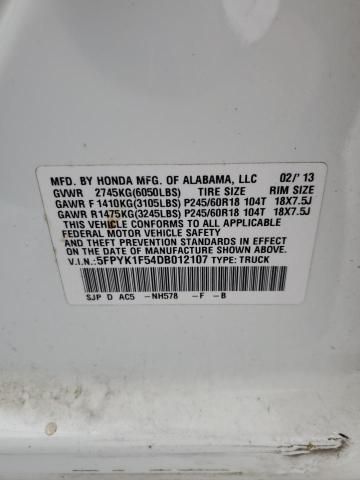 MFD. BY HONDA MFG. OF ALABAMA, LLC 02/'13
GVWR 2745KG(6050LBS) TIRE SIZE RIM SIZE
GAWR F 1410KG(3105LBS) P245/60R18 104T 18X7.5J
GAWR R1475KG(3245LBS) P245/60R18 104T 18X7.5J
THIS VEHICLE CONFORMS TO ALL APPLICABLE
FEDERAL MOTOR VEHICLE SAFETY
AND THEFT PREVENTION STANDARDS IN EFFECT
ON THE DATE OF MANUFACTURE SHOWN ABOVE.
V.I.N.:5FPYK1F54DB012107 TYPE: TRUCK
SJP D AC5 -NH578 -F -B